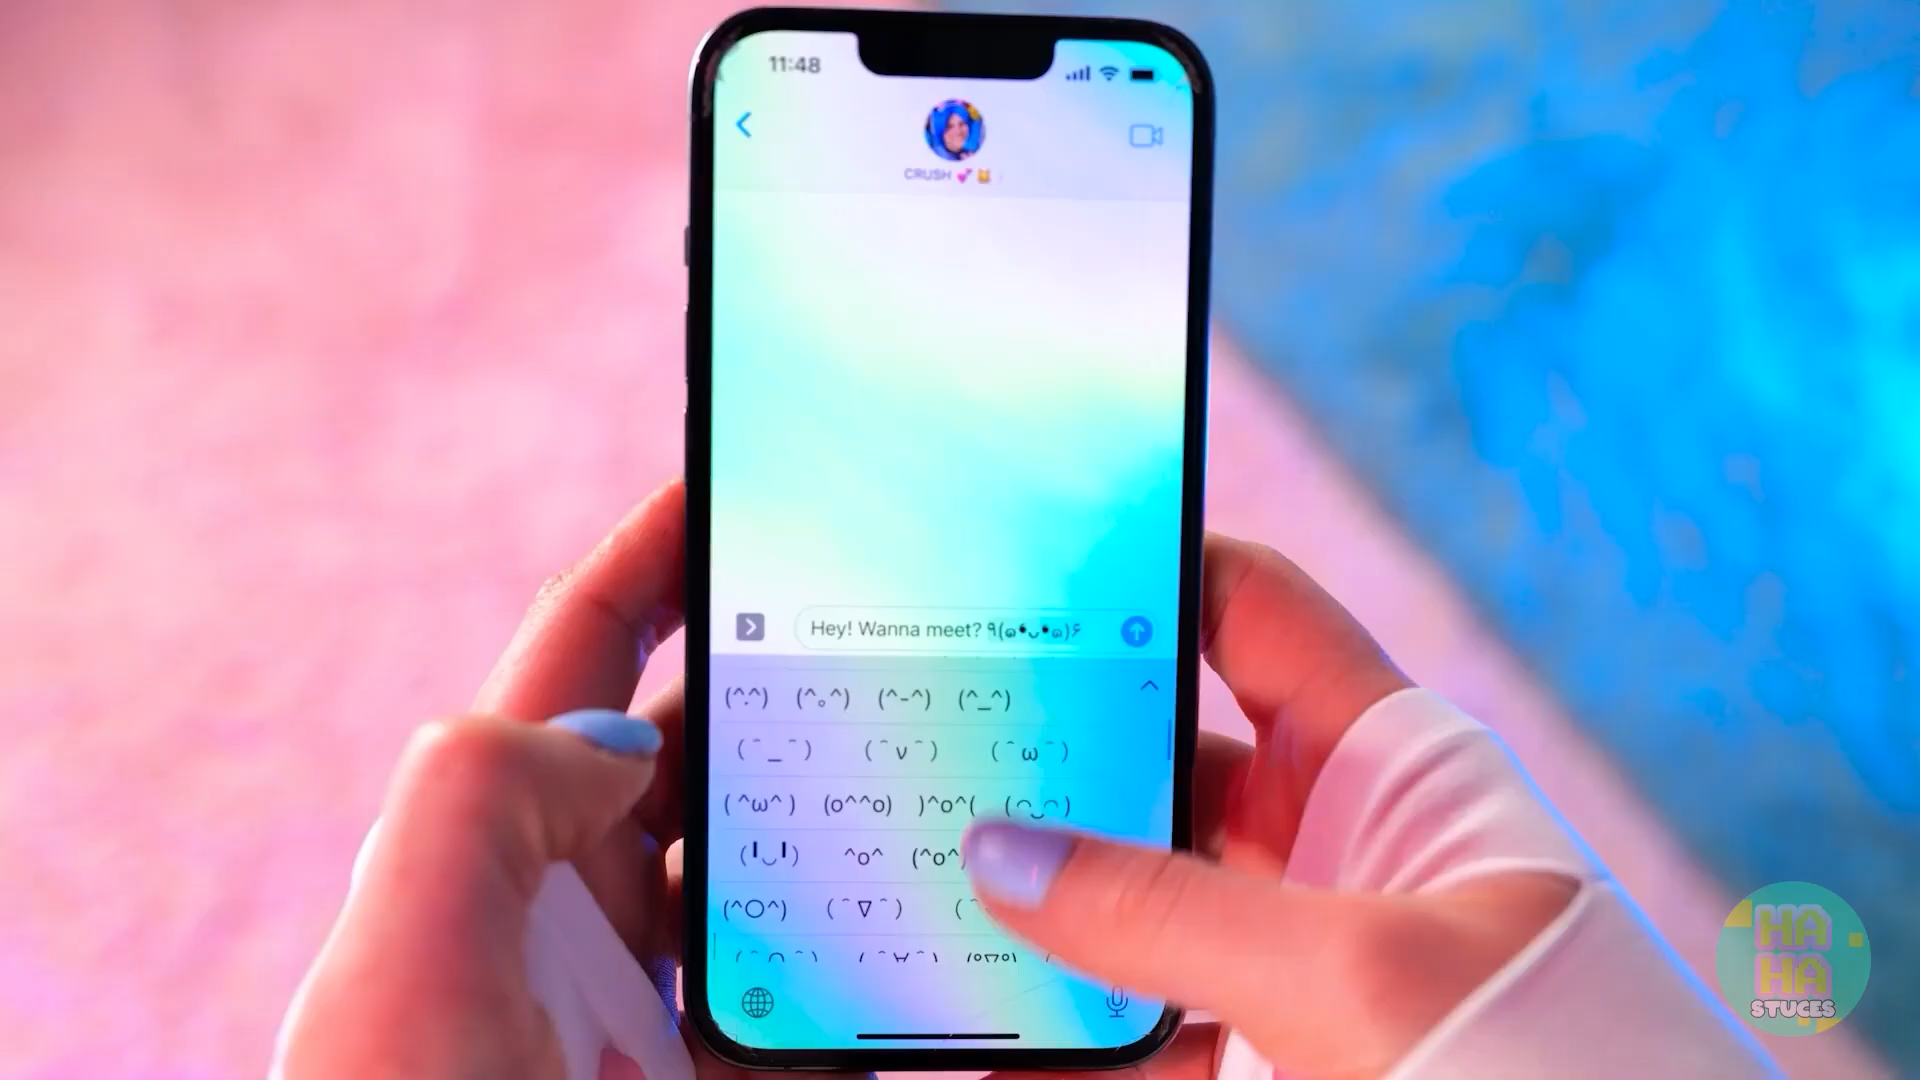 11:48
CRUSH 💕 🐱
Hey! Wanna meet? ٩(๑❛ᴗ❛๑)۶
(^.^) (^。^) (^-^) (^_^)
(＾_＾) (＾ν＾) (＾ω＾)
(^ω^) (o^^o) )^o^( (◠‿◠)
(╹◡╹) ^o^ (^o^)
(^O^) (＾∇＾)
HA
HA
STUCES